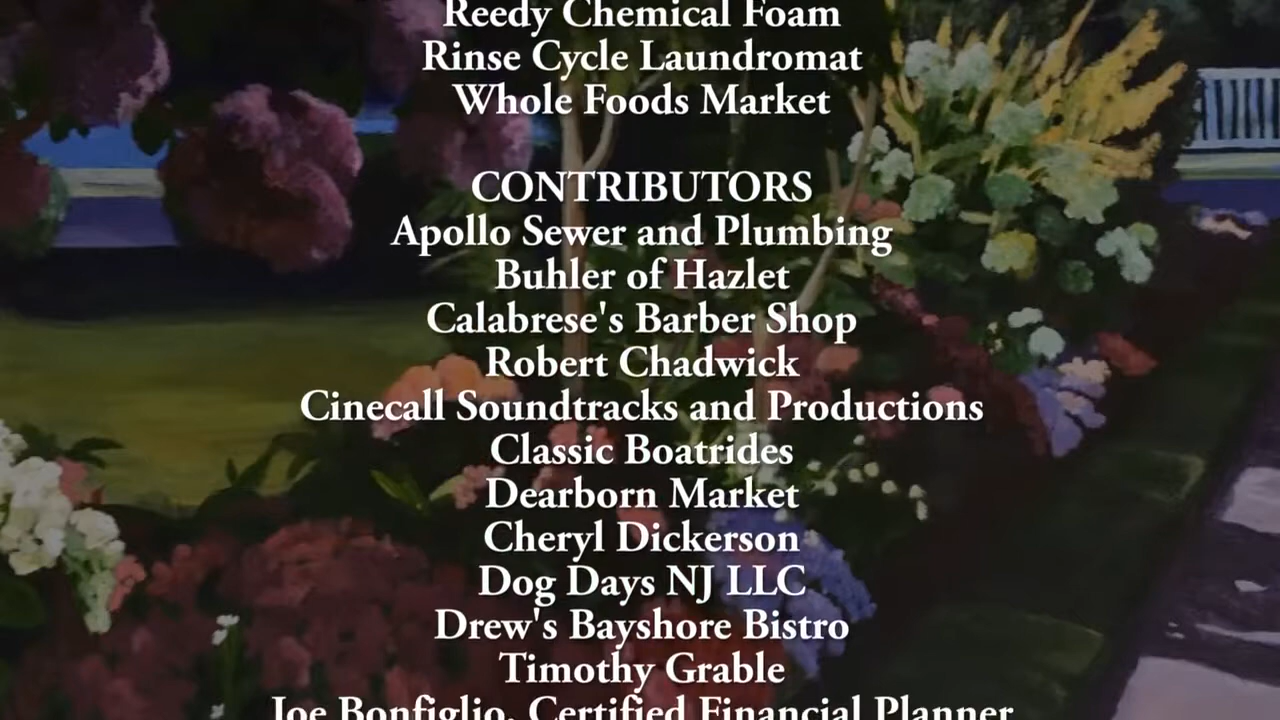 Reedy Chemical Foam
Rinse Cycle Laundromat
Whole Foods Market
CONTRIBUTORS
Apollo Sewer and Plumbing
Buhler of Hazlet
Calabrese's Barber Shop
Robert Chadwick
Cinecall Soundtracks and Productions
Classic Boatrides
Dearborn Market
Cheryl Dickerson
Dog Days NJ LLC
Drew's Bayshore Bistro
Timothy Grable
Joe Bonfiglio, Certified Financial Planner